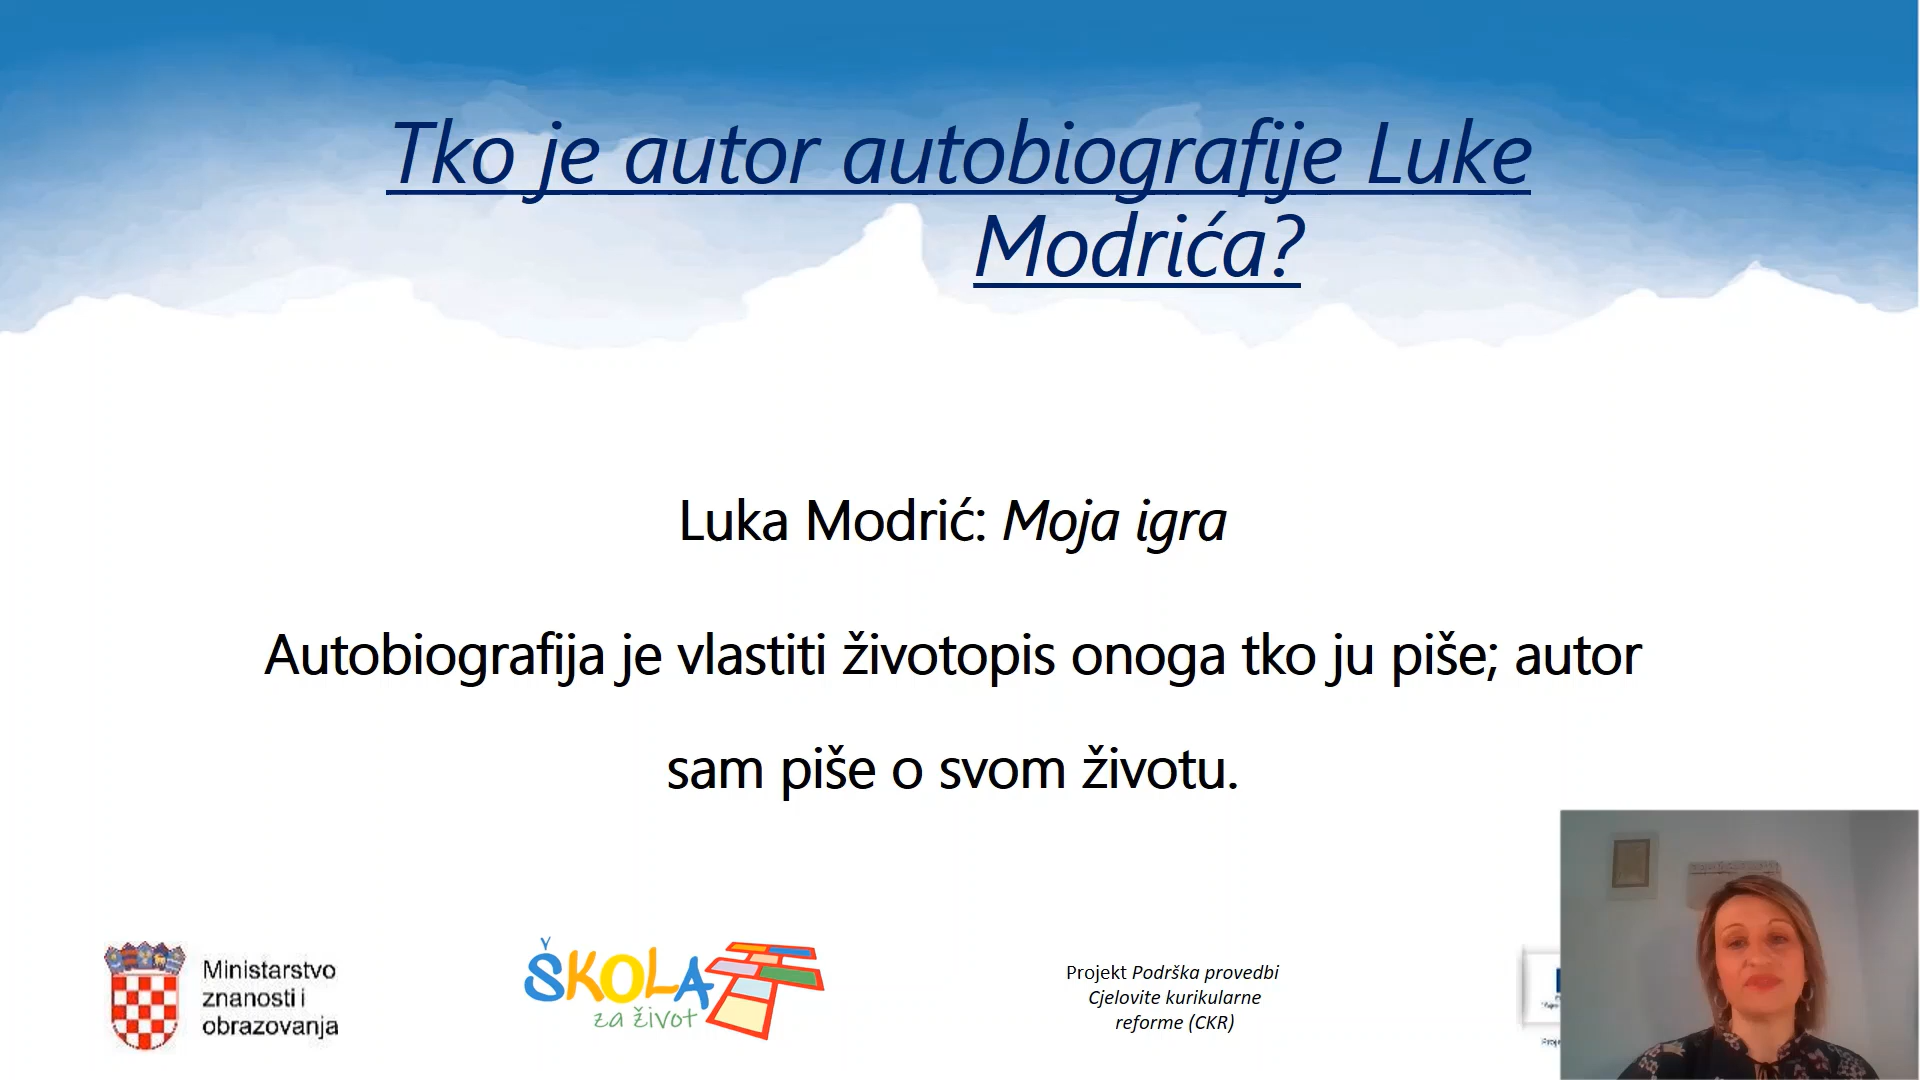 Tko je autor autobiografije Luke
Modrića?
Luka Modrić: Moja igra
Autobiografija je vlastiti životopis onoga tko ju piše; autor
sam piše o svom životu.
Ministarstvo
znanosti i
obrazovanja
ŠKOLA
za život
Projekt Podrška provedbi
Cjelovite kurikularne
reforme (CKR)